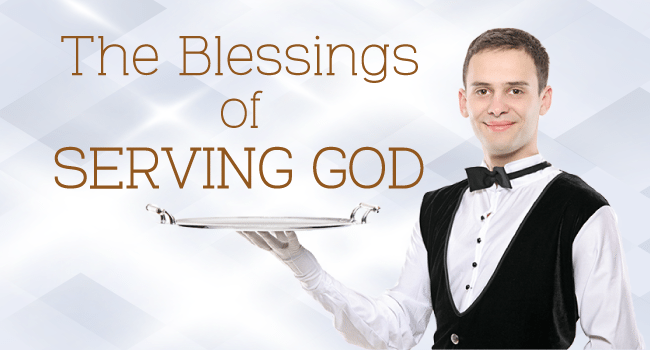 The Blessings
of
SERVING GOD